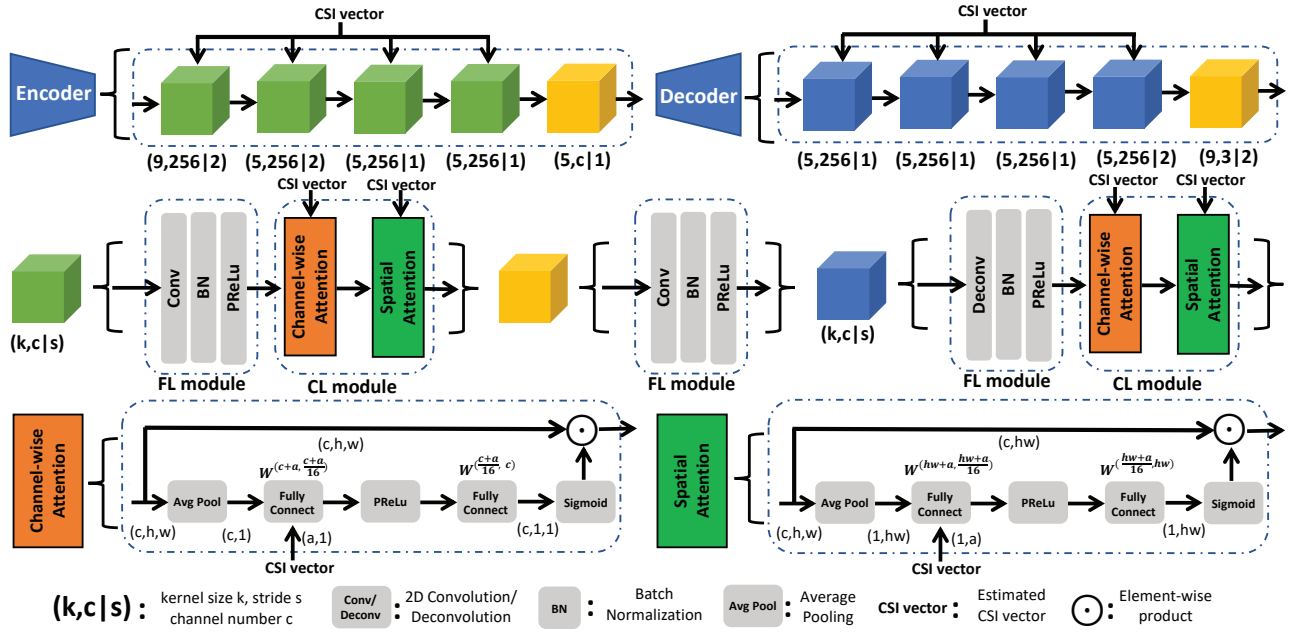 CSI vector
CSI vector
Encoder
Decoder
(9,256|2) (5,256|2) (5,256|1) (5,256|1) (5,c|1)
(5,256|1) (5,256|1) (5,256|1) (5,256|2) (9,3|2)
CSI vector CSI vector
CSI vector CSI vector
Conv BN PReLu
Channel-wise Attention
Spatial Attention
Conv BN PReLu
Deconv BN PReLu
Channel-wise Attention
Spatial Attention
(k,c|s)
(k,c|s)
FL module CL module
FL module
FL module CL module
Channel-wise Attention
(c,h,w)
W^(c+a, (c+a)/16)
W^((c+a)/16, c)
Avg Pool
Fully Connect
PReLu
Fully Connect
Sigmoid
(c,h,w) (c,1) (a,1) (c,1,1)
CSI vector
Spatial Attention
(c,hw)
W^(hw+a, (hw+a)/16)
W^((hw+a)/16, hw)
Avg Pool
Fully Connect
PReLu
Fully Connect
Sigmoid
(c,h,w) (1,hw) (1,a) (1,hw)
CSI vector
(k,c|s) : kernel size k, stride s
channel number c
Conv/
Deconv
: 2D Convolution/
Deconvolution
BN : Batch
Normalization
Avg Pool : Average
Pooling
CSI vector : Estimated
CSI vector
: Element-wise
product